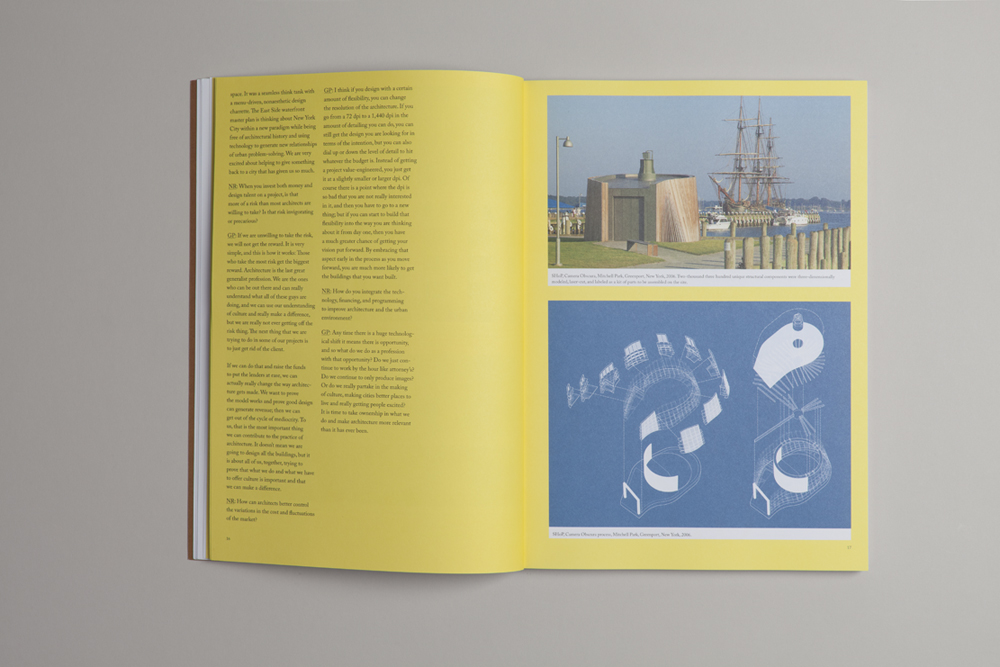 space. It was a seamless think tank with
a memo-driven, nonaesthetic design
charrette. The East Side waterfront
master plan is thinking about New York
City within a new paradigm while being
free of architectural history and using
technology to generate new relationships
of urban problem-solving. We are very
excited about helping to give something
back to a city that has given us so much.
NB: When you invest both money and
design talent on a project, is that
more of a risk than most architects are
willing to take? Is that risk invigorating
or precarious?
GP: If we are unwilling to take the risk,
we will not get the reward. It is very
simple, and this is how it works: Those
who take the most risk get the biggest
reward. Architecture is the last great
generalist profession. We are the ones
who can be out there and can really
understand what all of these guys are
doing, and we can use our understanding
of culture and really make a difference,
but we are really not ever getting off the
risk thing. The next thing that we are
trying to do in some of our projects is
to just get rid of the client.
If we can do that and raise the funds
to put the lenders at ease, we can
actually really change the way architec-
ture gets made. We want to prove
the model works and prove good design
can generate revenue; then we can
get out of the cycle of mediocrity. To
us, that is the most important thing
we can contribute to the practice of
architecture. It doesn't mean we are
going to design all the buildings, but it
is about all of us, together, trying to
prove that what we do and what we have
to offer culture is important and that
we can make a difference.
NB: How can architects better control
the variations in the cost and fluctuations
of the market?
GP: I think if you design with a certain
amount of flexibility, you can change
the resolution of the architecture. If you
go from a 72 dpi to a 1,440 dpi in the
amount of detailing you can do, you can
still get the design you are looking for in
terms of the intention, but you can also
dial up or down the level of detail to hit
whatever the budget is. Instead of getting
a project value-engineered, you just get
it at a slightly smaller or larger dpi. Of
course there is a point where the dpi is
so bad that you are not really interested
in it, and then you have to go to a new
thing; but if you can start to build that
flexibility into the way you are thinking
about it from day one, then you have
a much greater chance of getting your
vision put forward. By embracing that
aspect early in the process as you move
forward, you are much more likely to get
the buildings that you want built.
NB: How do you integrate the tech-
nology, financing, and programming
to improve architecture and the urban
environment?
GP: Any time there is a huge technolog-
ical shift it means there is opportunity,
and so what do we do as a profession
with that opportunity? Do we just con-
tinue to work by the hour like attorneys?
Do we continue to only produce images?
Or do we really partake in the making
of culture, making cities better places to
live and really getting people excited?
It is time to take ownership in what we
do and make architecture more relevant
than it has ever been.
Camera Obscura, Mitchell Park, Greenport, New York, 2006.
Camera Obscura process, Mitchell Park, Greenport, New York, 2006.